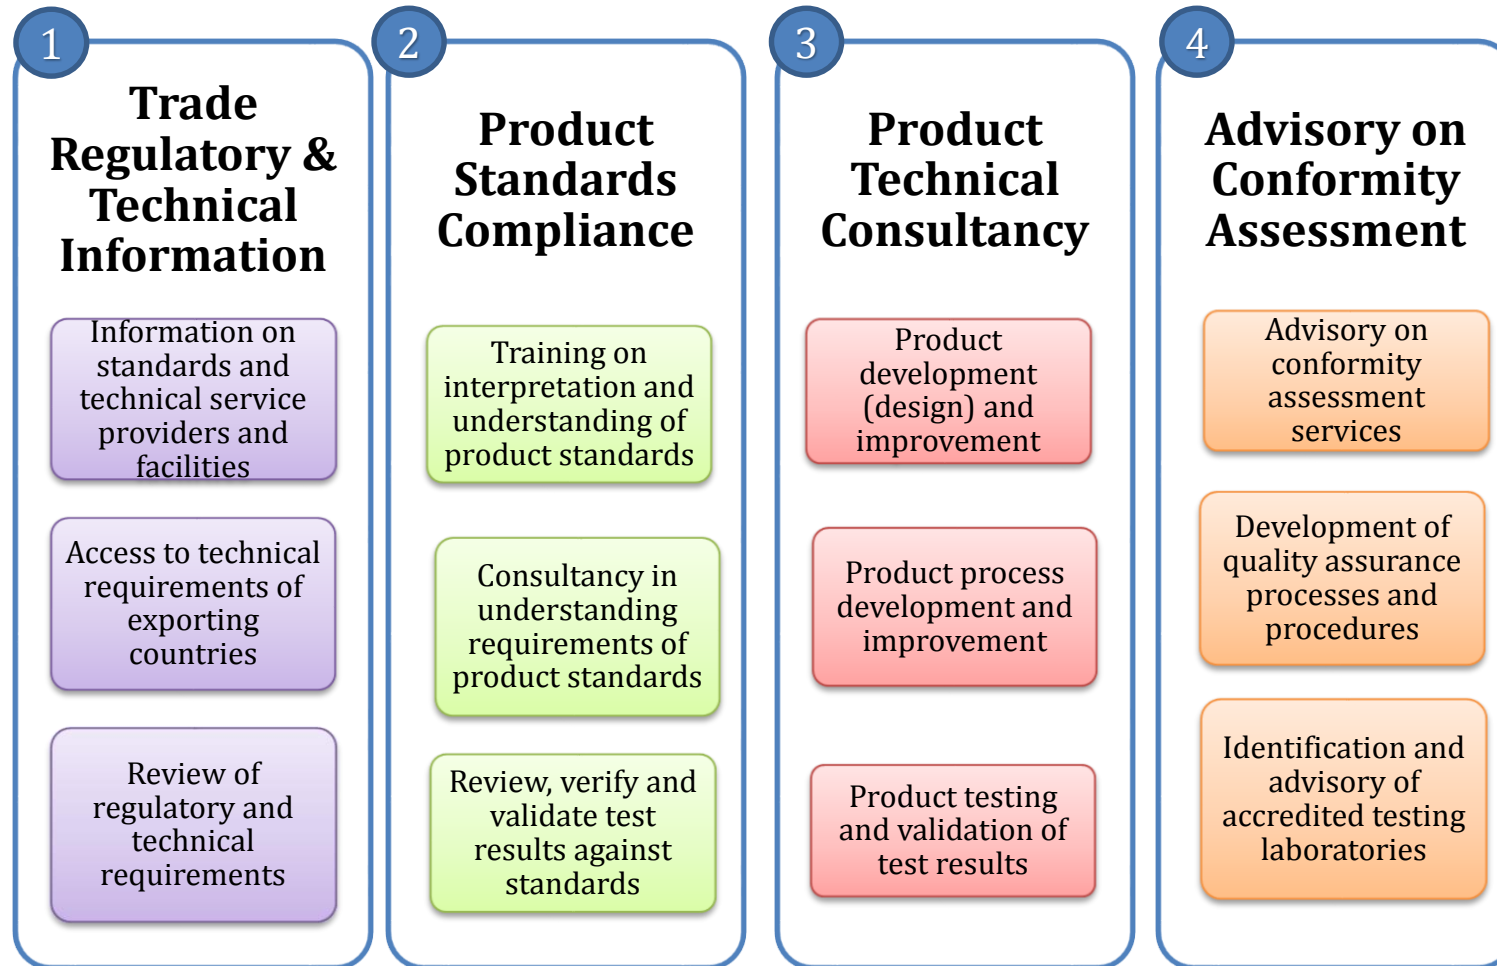 1
Trade
Regulatory &
Technical
Information
Information on
standards and
technical service
providers and
facilities
Access to technical
requirements of
exporting
countries
Review of
regulatory and
technical
requirements
2
Product
Standards
Compliance
Training on
interpretation and
understanding of
product standards
Consultancy in
understanding
requirements of
product standards
Review, verify and
validate test
results against
standards
3
Product
Technical
Consultancy
Product
development
(design) and
improvement
Product process
development and
improvement
Product testing
and validation of
test results
4
Advisory on
Conformity
Assessment
Advisory on
conformity
assessment
services
Development of
quality assurance
processes and
procedures
Identification and
advisory of
accredited testing
laboratories